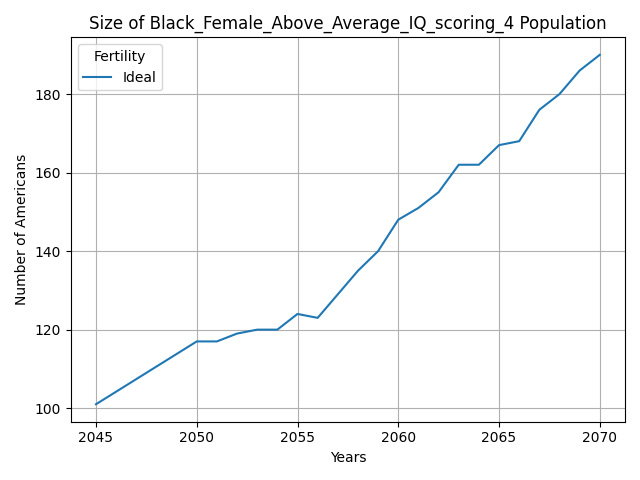 Size of Black_Female_Above_Average_IQ_scoring_4 Population
Fertility
Ideal
Number of Americans
180
160
140
120
100
2045 2050 2055 2060 2065 2070
Years